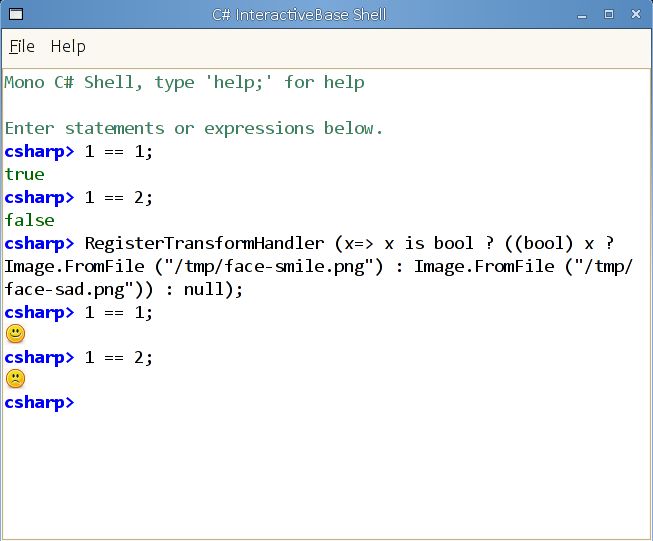 C# InteractiveBase Shell
File Help
Mono C# Shell, type 'help;' for help
Enter statements or expressions below.
csharp> 1 == 1;
true
csharp> 1 == 2;
false
csharp> RegisterTransformHandler (x=> x is bool ? ((bool) x ?
Image.FromFile ("/tmp/face-smile.png") : Image.FromFile ("/tmp/
face-sad.png")) : null);
csharp> 1 == 1;
csharp> 1 == 2;
csharp>